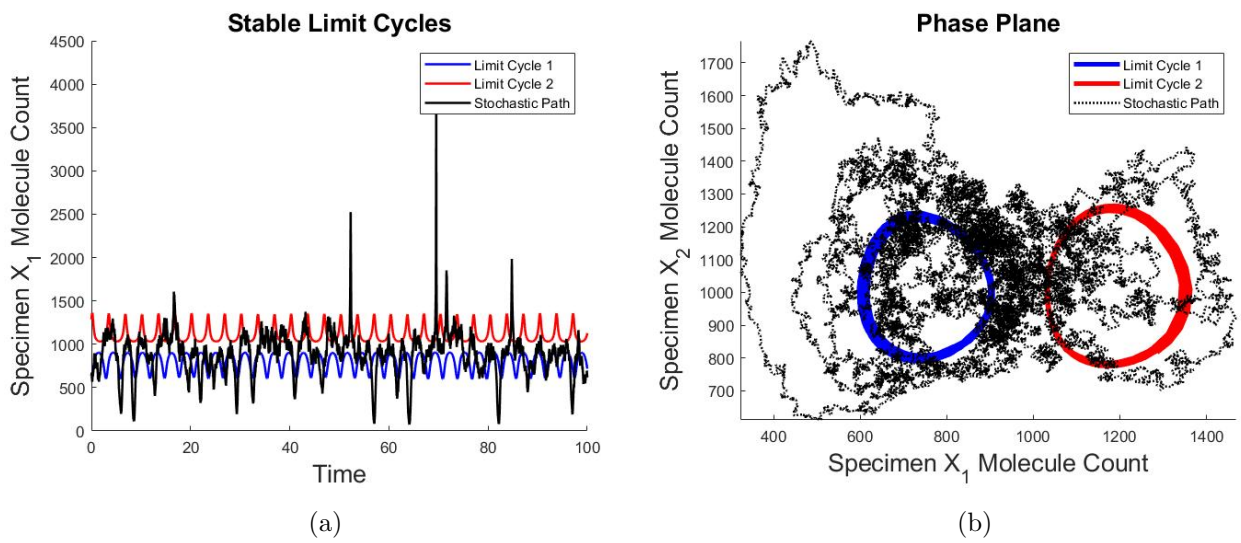 Stable Limit Cycles
4500
4000
3500
3000
2500
2000
1500
1000
500
0
Specimen X1 Molecule Count
Limit Cycle 1
Limit Cycle 2
Stochastic Path
0 20 40 60 80 100
Time
(a)
Phase Plane
1700
1600
1500
1400
1300
1200
1100
1000
900
800
700
Specimen X2 Molecule Count
Limit Cycle 1
Limit Cycle 2
Stochastic Path
400 600 800 1000 1200 1400
Specimen X1 Molecule Count
(b)